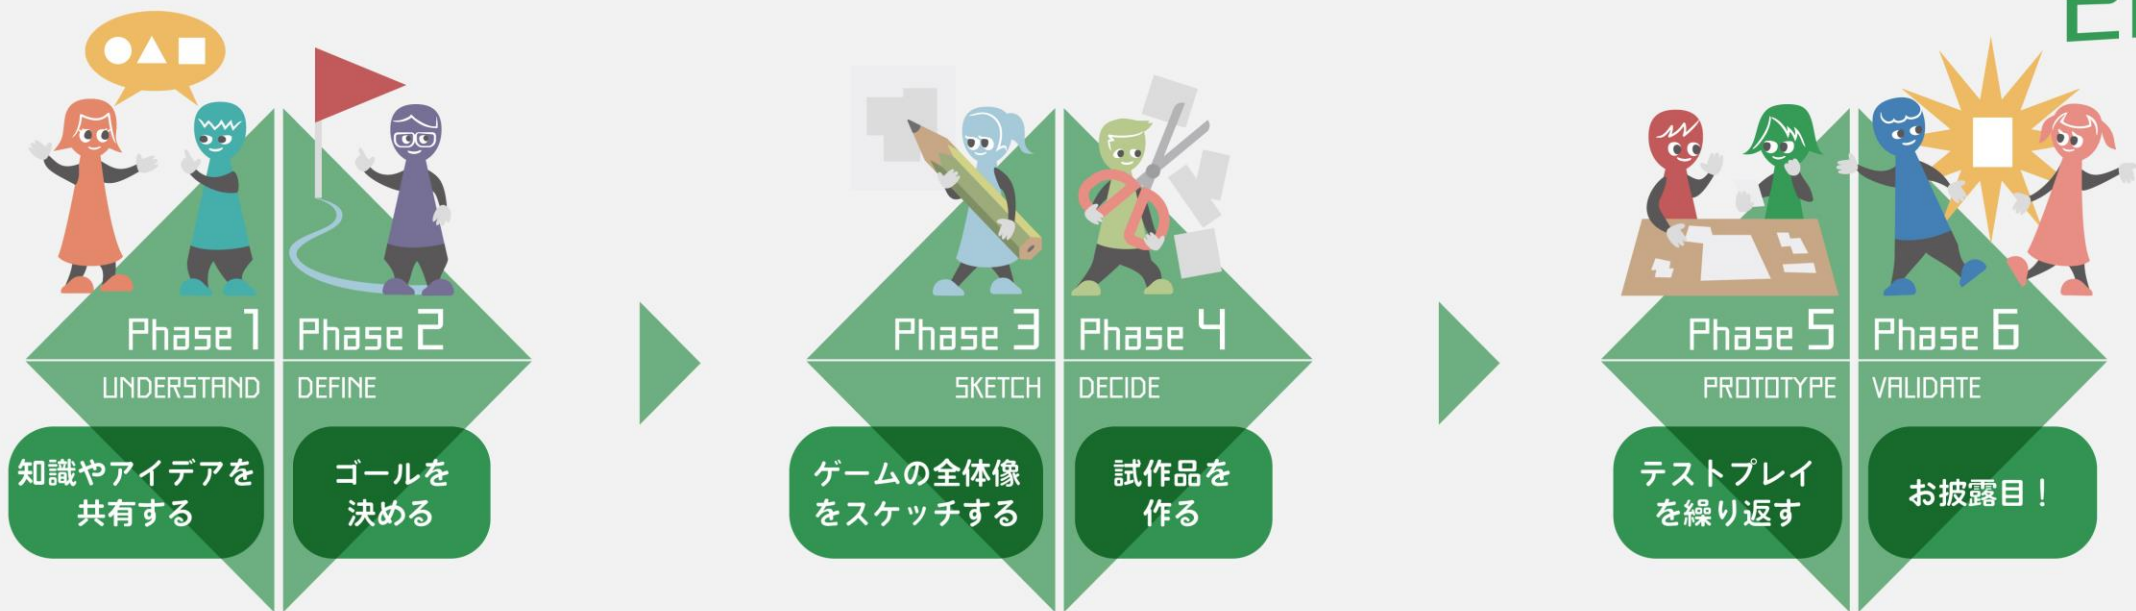 Phase 1
UNDERSTAND
知識やアイデアを
共有する
Phase 2
DEFINE
ゴールを
決める
Phase 3
SKETCH
ゲームの全体像
をスケッチする
Phase 4
DECIDE
試作品を
作る
Phase 5
PROTOTYPE
テストプレイ
を繰り返す
Phase 6
VALIDATE
お披露目！